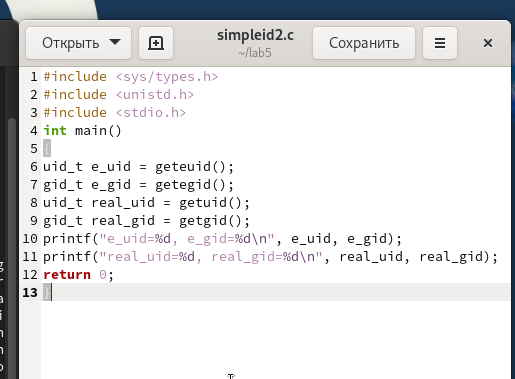 Открыть
simpleid2.c
~/lab5
Сохранить
1 #include <sys/types.h>
2 #include <unistd.h>
3 #include <stdio.h>
4 int main()
5 {
6 uid_t e_uid = geteuid();
7 gid_t e_gid = getegid();
8 uid_t real_uid = getuid();
9 gid_t real_gid = getgid();
10 printf("e_uid=%d, e_gid=%d\n", e_uid, e_gid);
11 printf("real_uid=%d, real_gid=%d\n", real_uid, real_gid);
12 return 0;
13 }